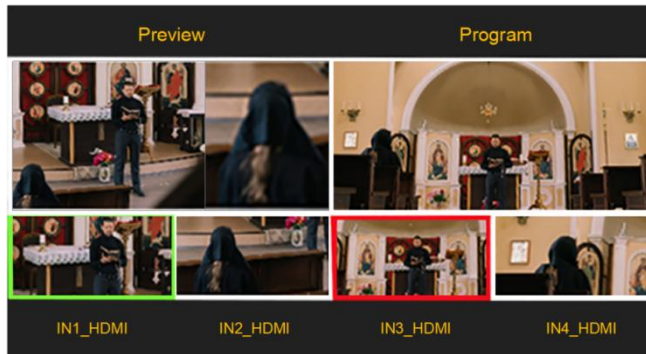 Preview
Program
IN1_HDMI
IN2_HDMI
IN3_HDMI
IN4_HDMI